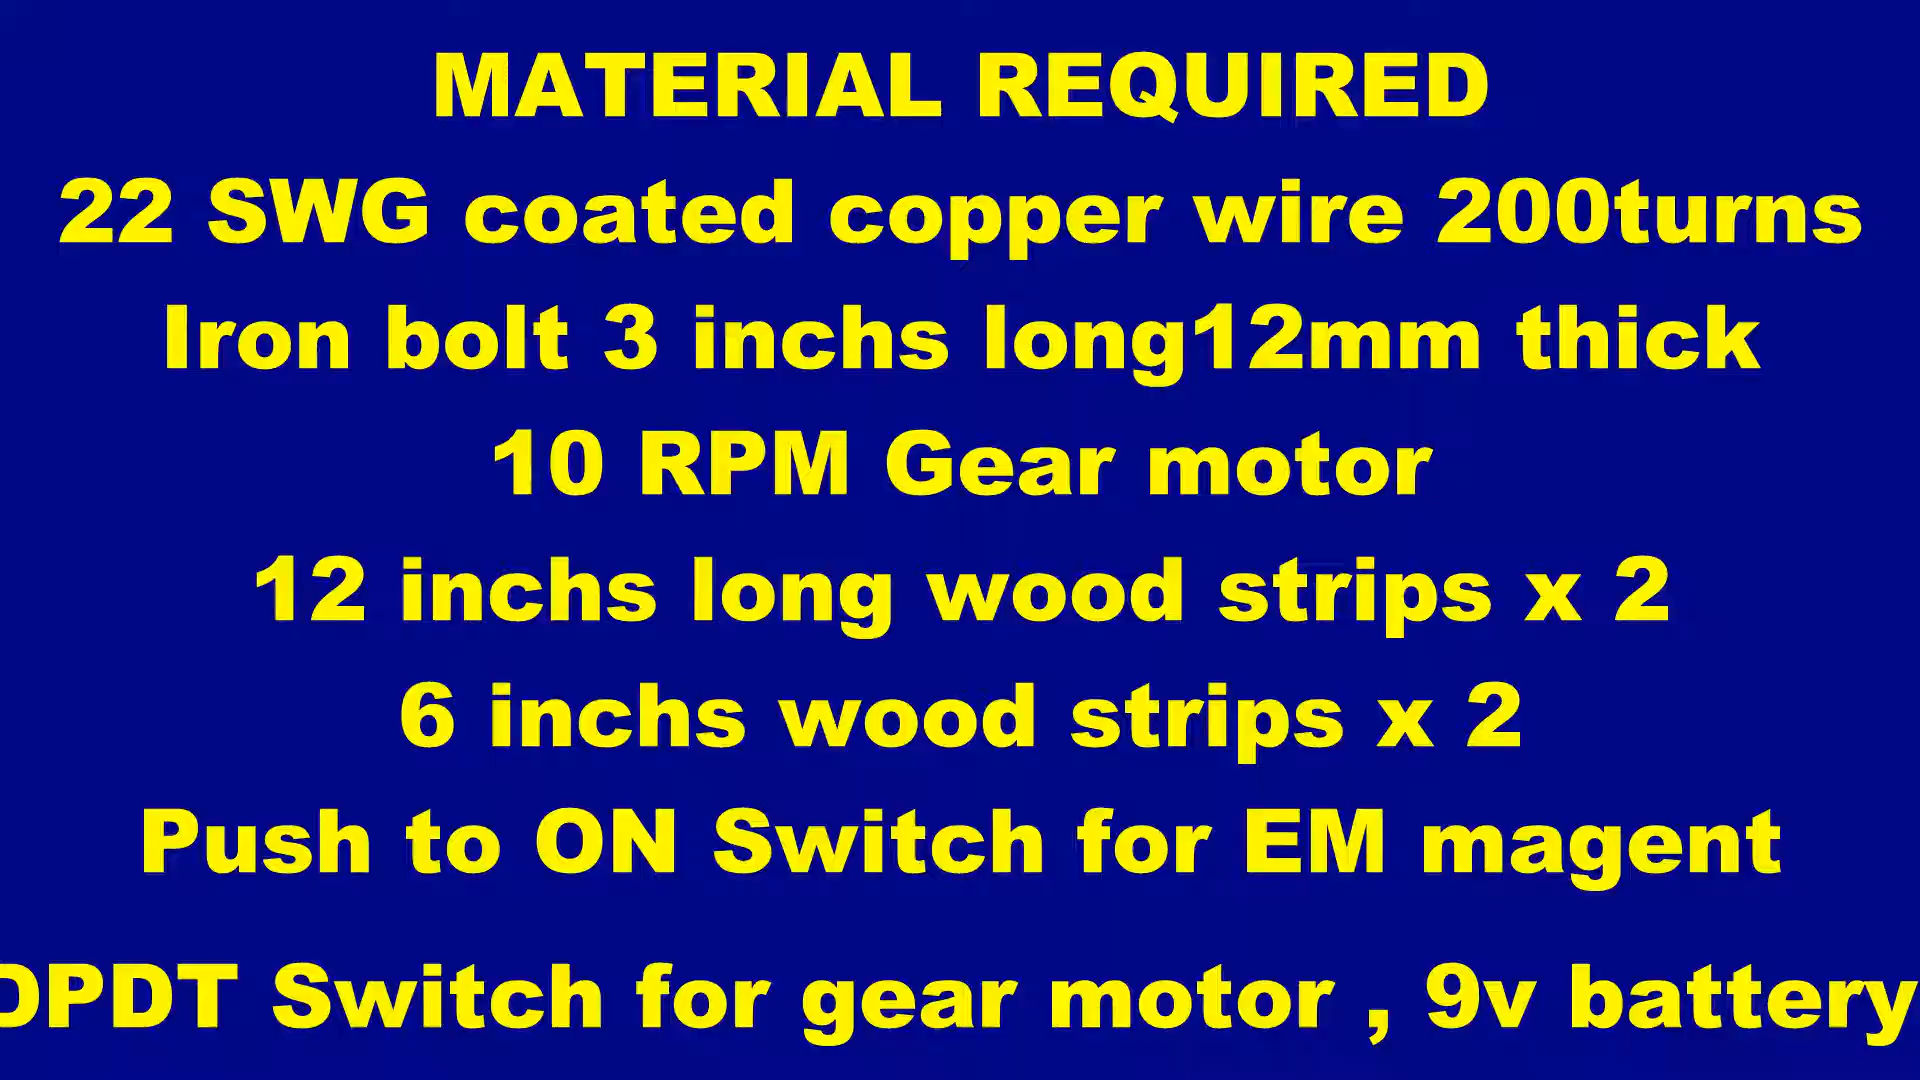 MATERIAL REQUIRED
22 SWG coated copper wire 200turns
Iron bolt 3 inchs long12mm thick
10 RPM Gear motor
12 inchs long wood strips x 2
6 inchs wood strips x 2
Push to ON Switch for EM magent
DPDT Switch for gear motor , 9v battery